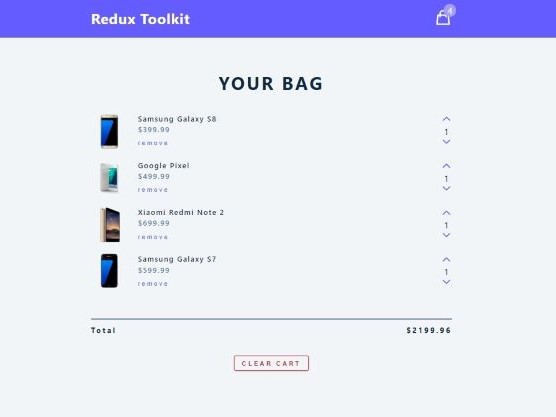 Redux Toolkit
4
YOUR BAG
Samsung Galaxy S8
$399.99
remove
1
Google Pixel
$499.99
remove
1
Xiaomi Redmi Note 2
$699.99
remove
1
Samsung Galaxy S7
$599.99
remove
1
Total $2199.96
CLEAR CART